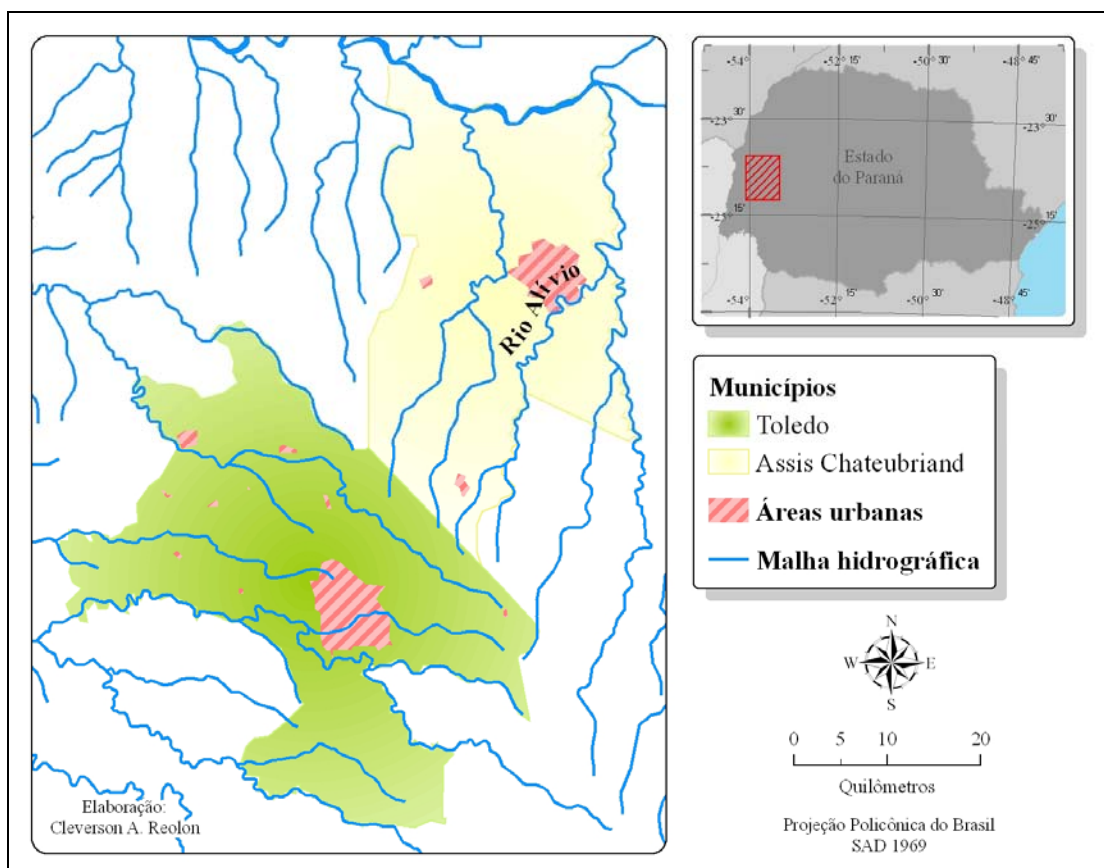 Rio Alívio
Elaboração:
Cleverson A. Reolon
-54° -52° 15' -50° 30' -48° 45'
-23° 30' -23° 30'
Estado
do Paraná
-25° 15' -25° 15'
-54° -52° 15' -50° 30' -48° 45'
Municípios
Toledo
Assis Chateubriand
Áreas urbanas
Malha hidrográfica
N
W E
S
0 5 10 20
Quilômetros
Projeção Policônica do Brasil
SAD 1969